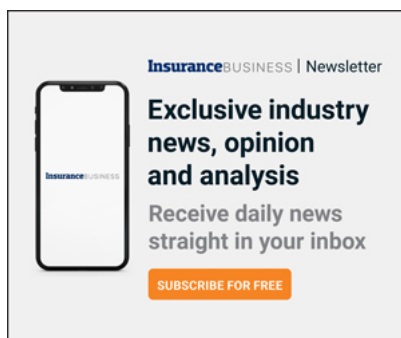 InsuranceBUSINESS | Newsletter
Exclusive industry
news, opinion
and analysis
InsuranceBUSINESS
Receive daily news
straight in your inbox
SUBSCRIBE FOR FREE